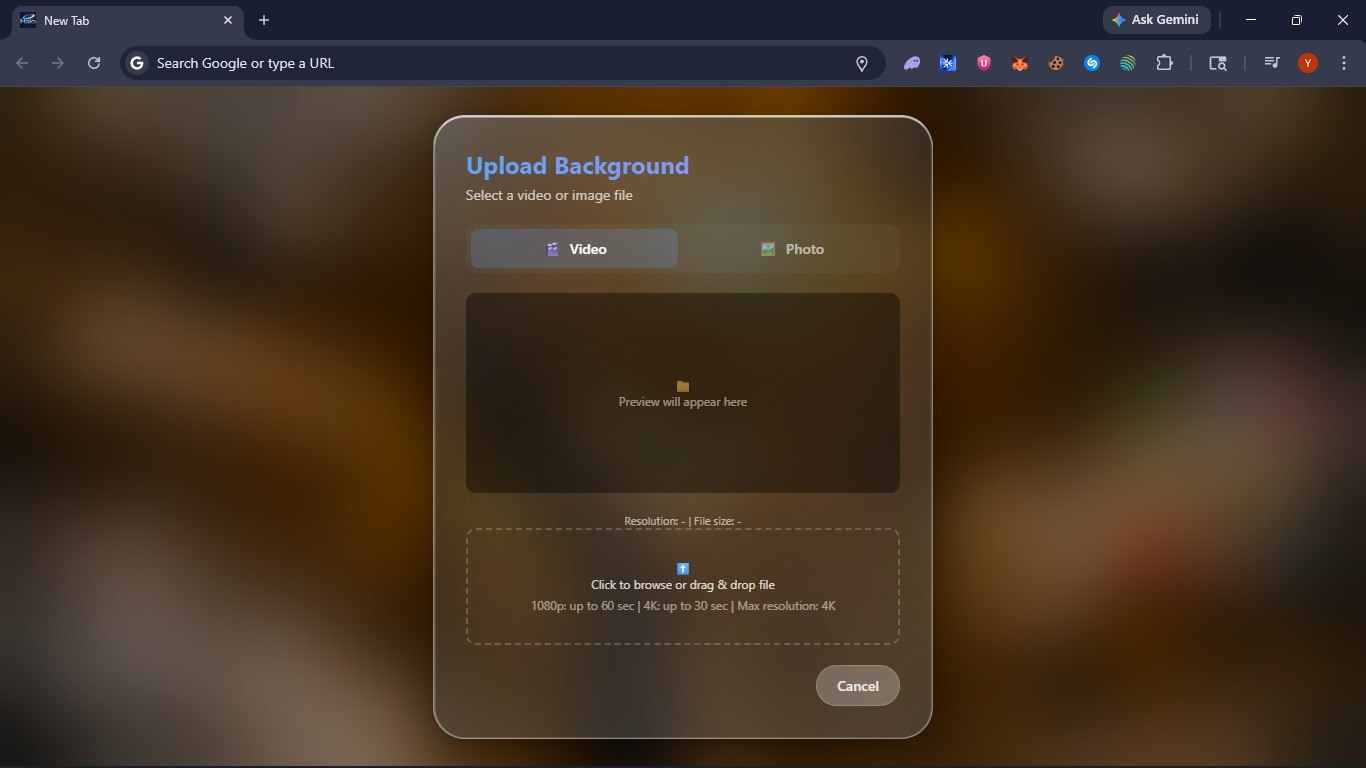 New Tab
Ask Gemini
Search Google or type a URL
Y
Upload Background
Select a video or image file
Video
Photo
Preview will appear here
Resolution: - | File size: -
Click to browse or drag & drop file
1080p: up to 60 sec | 4K: up to 30 sec | Max resolution: 4K
Cancel